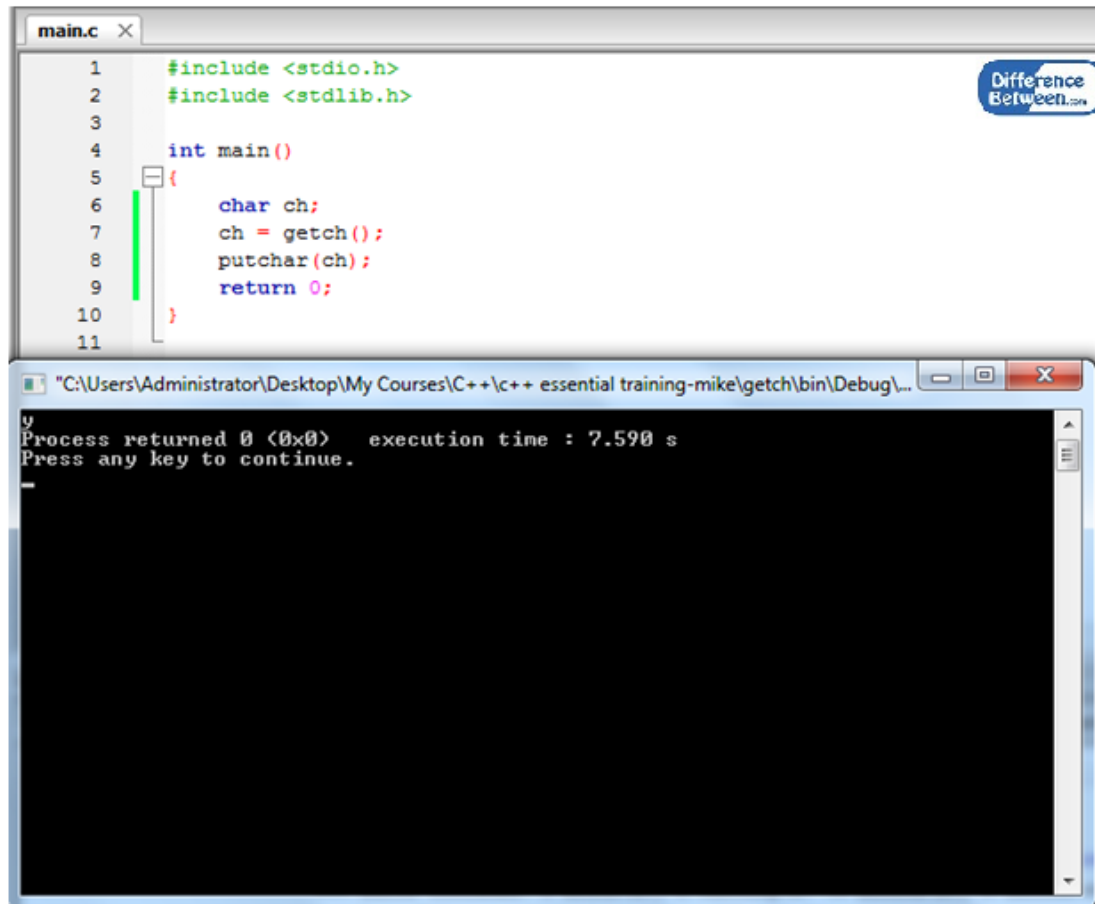 main.c
1 #include <stdio.h>
2 #include <stdlib.h>
3
4 int main()
5 {
6 char ch;
7 ch = getch();
8 putchar(ch);
9 return 0;
10 }
11
Difference
Between.com
"C:\Users\Administrator\Desktop\My Courses\C++\c++ essential training-mike\getch\bin\Debug\...
y
Process returned 0 (0x0) execution time : 7.590 s
Press any key to continue.